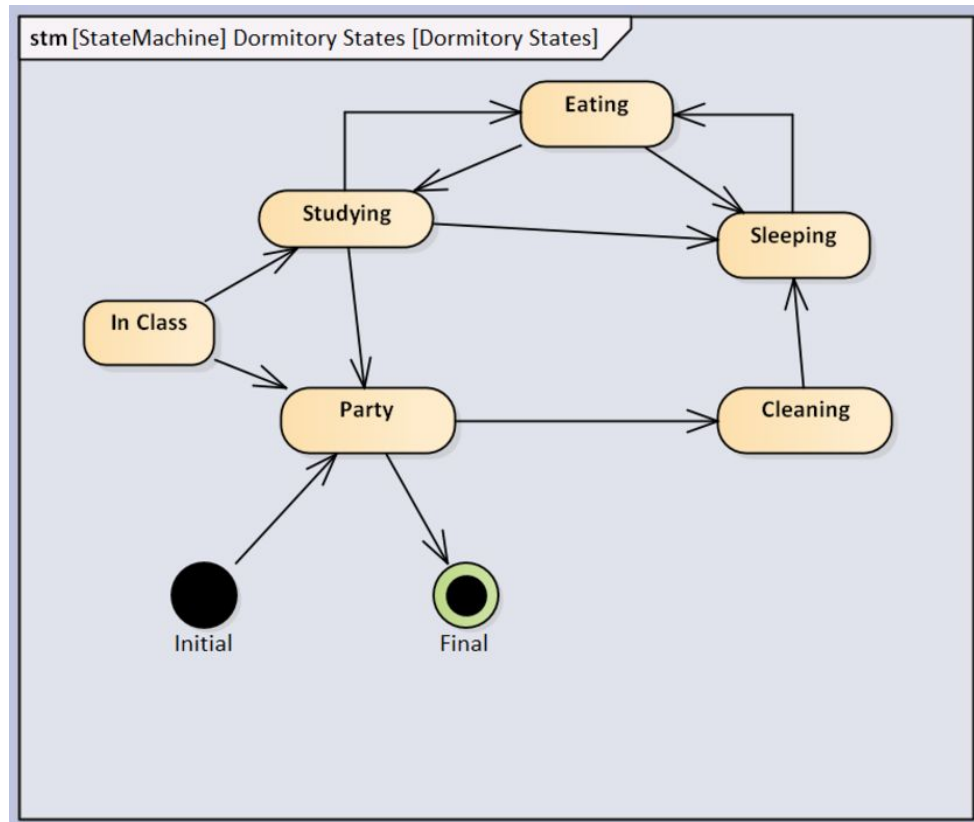 stm [StateMachine] Dormitory States [Dormitory States]
Eating
Studying
Sleeping
In Class
Party
Cleaning
Initial
Final